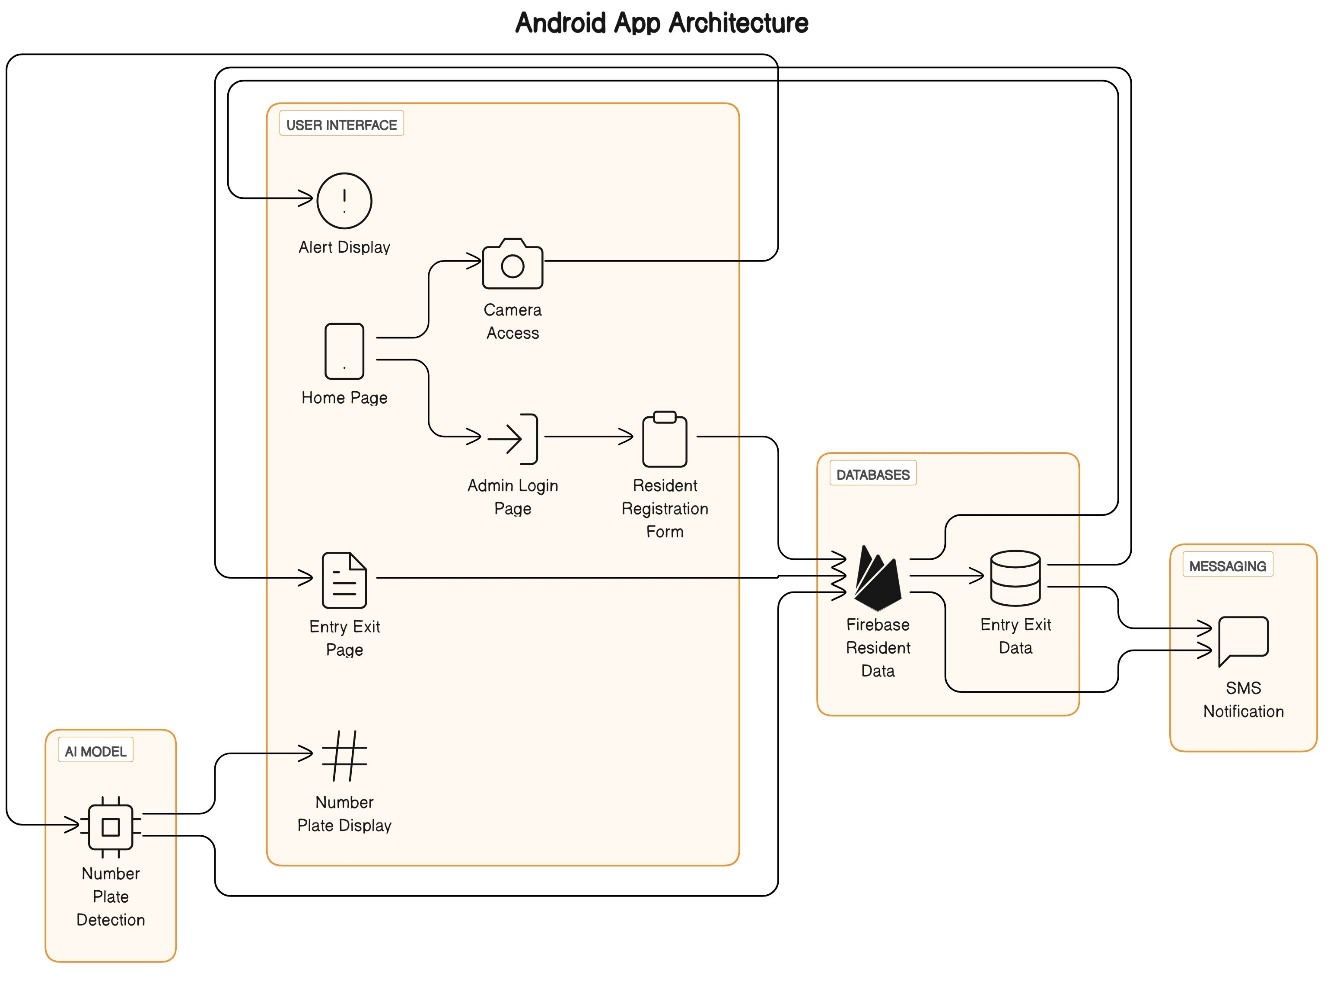 Android App Architecture
USER INTERFACE
Alert Display
Camera
Access
Home Page
Admin Login
Page
Resident
Registration
Form
Entry Exit
Page
Number
Plate Display
DATABASES
Firebase
Resident
Data
Entry Exit
Data
MESSAGING
SMS
Notification
AI MODEL
Number
Plate
Detection